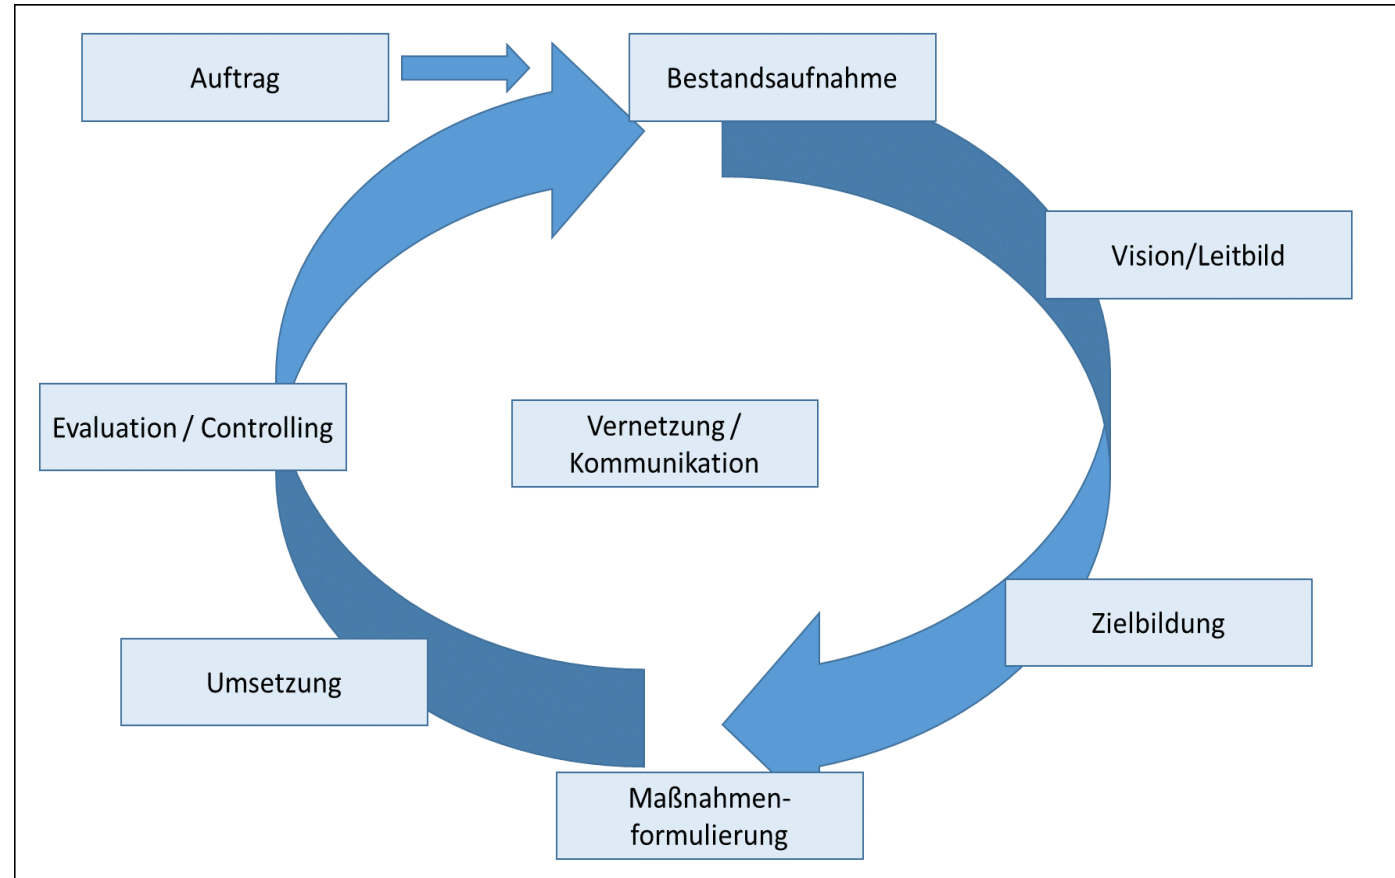 Auftrag
Bestandsaufnahme
Vision/Leitbild
Evaluation / Controlling
Vernetzung /
Kommunikation
Zielbildung
Umsetzung
Maßnahmen-
formulierung